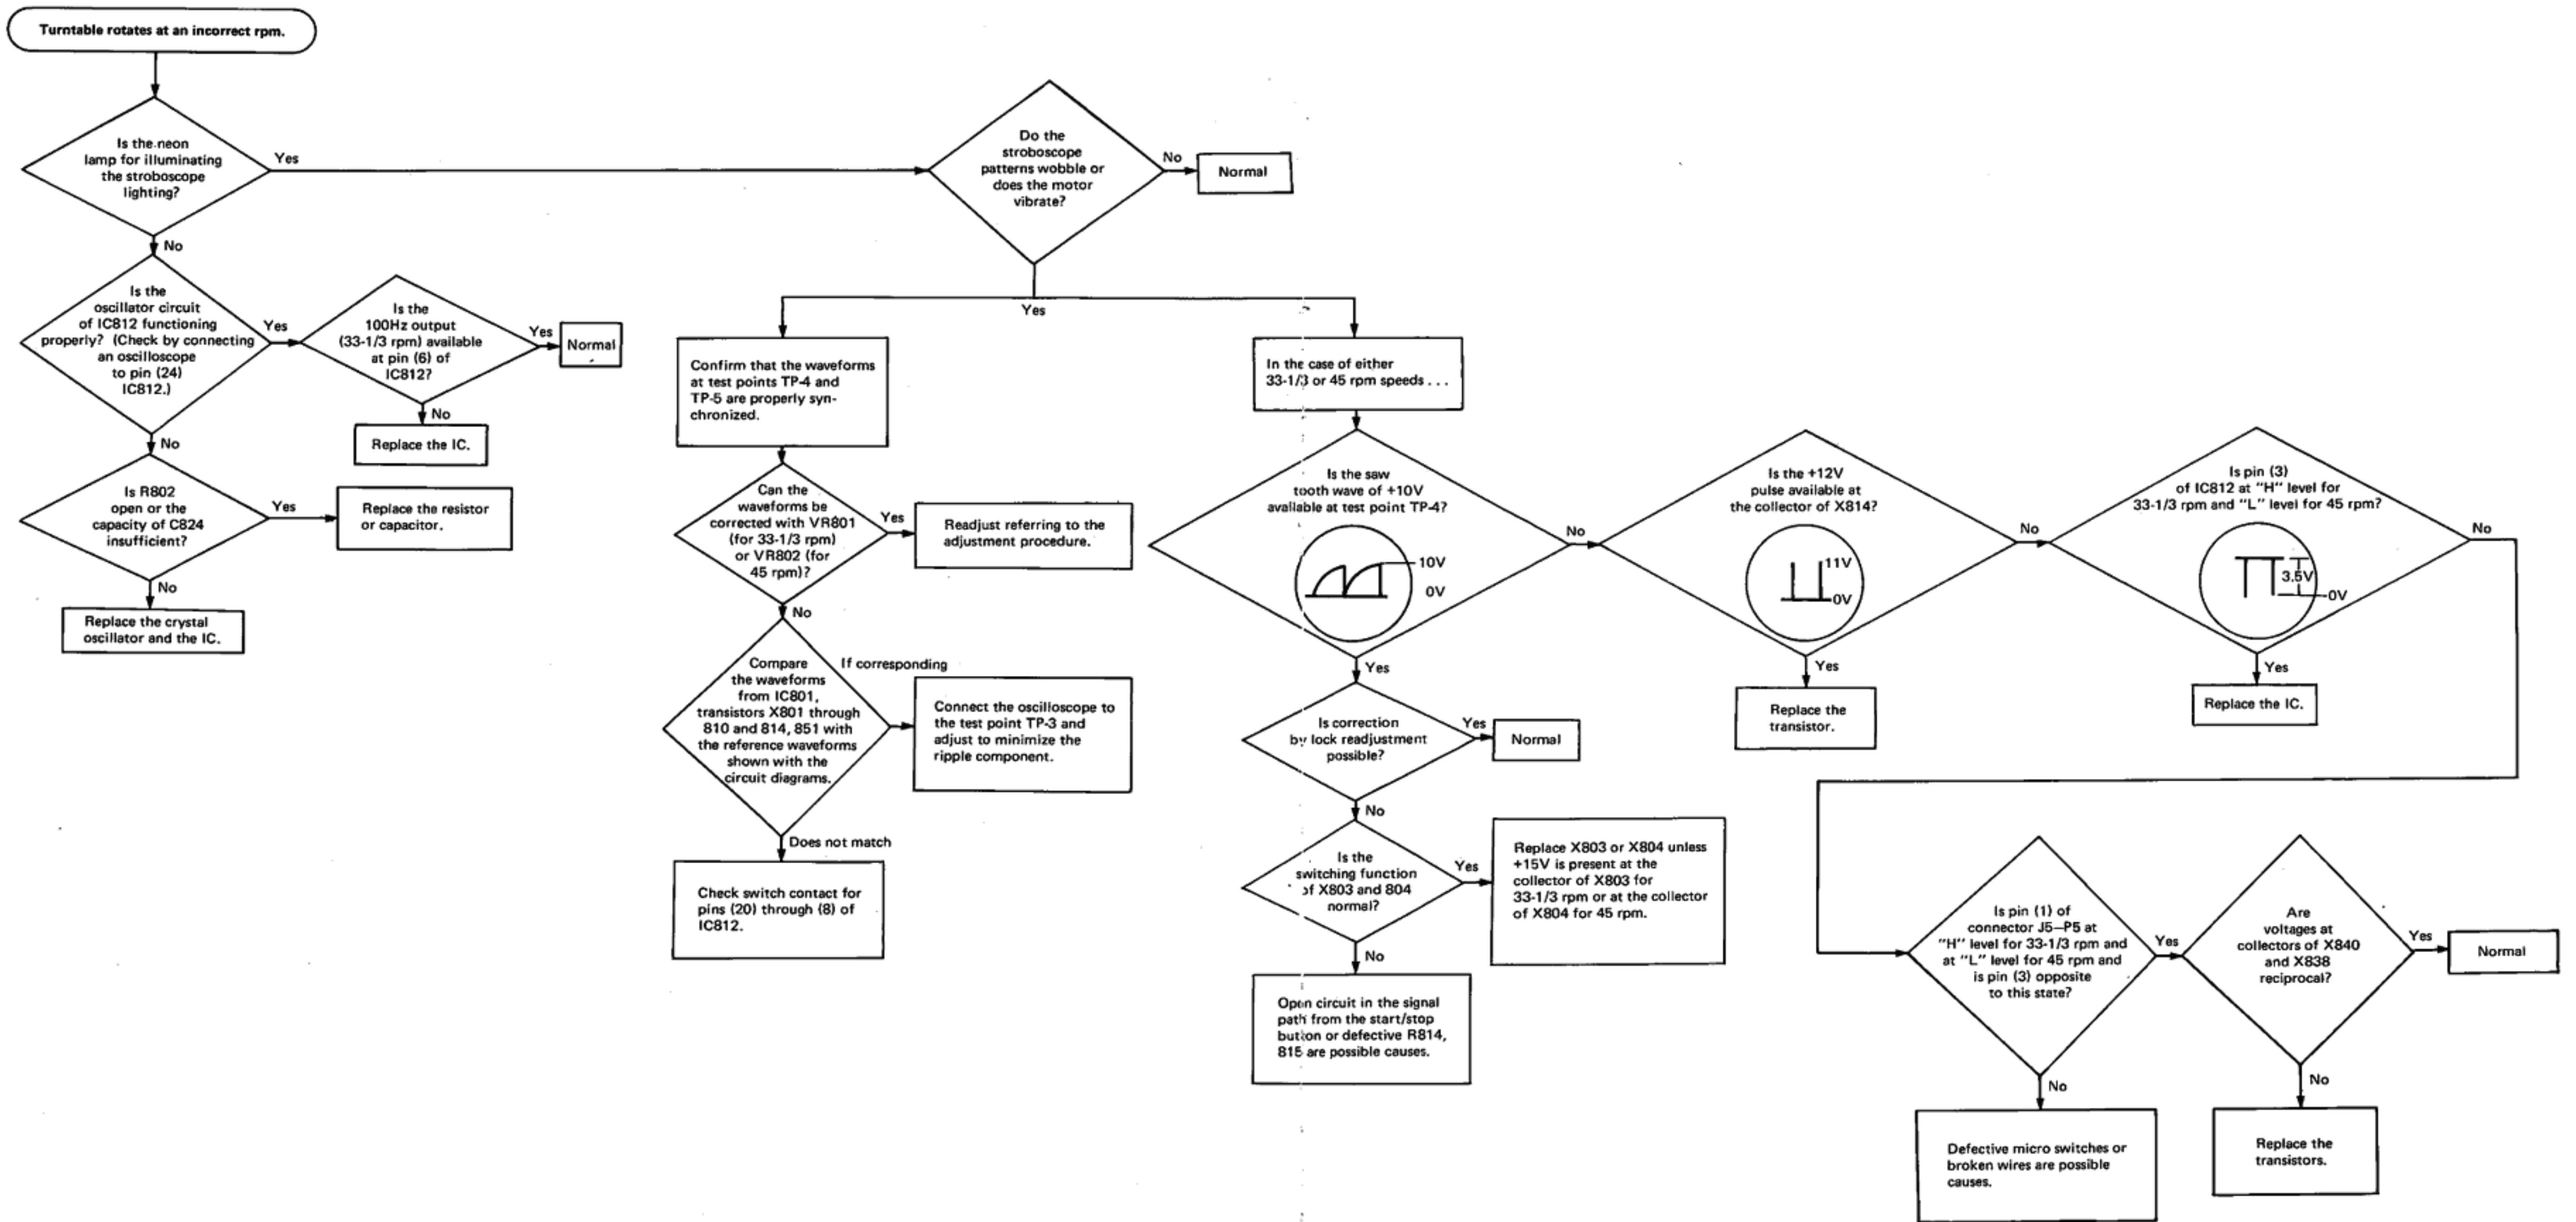 Turntable rotates at an incorrect rpm.
Is the neon
lamp for illuminating
the stroboscope
lighting?
Yes
No
Do the
stroboscope
patterns wobble or
does the motor
vibrate?
No
Normal
Yes
Is the
oscillator circuit
of IC812 functioning
properly? (Check by connecting
an oscilloscope
to pin (24)
IC812.)
Yes
No
Is the
100Hz output
(33-1/3 rpm) available
at pin (6) of
IC812?
Yes
Normal
No
Replace the IC.
Is R802
open or the
capacity of C824
insufficient?
Yes
Replace the resistor
or capacitor.
No
Replace the crystal
oscillator and the IC.
Confirm that the waveforms
at test points TP-4 and
TP-5 are properly syn-
chronized.
Can the
waveforms be
corrected with VR801
(for 33-1/3 rpm)
or VR802 (for
45 rpm)?
Yes
Readjust referring to the
adjustment procedure.
No
Compare
the waveforms
from IC801,
transistors X801 through
810 and 814, 851 with
the reference waveforms
shown with the
circuit diagrams.
If corresponding
Connect the oscilloscope to
the test point TP-3 and
adjust to minimize the
ripple component.
Does not match
Check switch contact for
pins (20) through (8) of
IC812.
In the case of either
33-1/3 or 45 rpm speeds . . .
Is the saw
tooth wave of +10V
available at test point TP-4?
10V
0V
No
Yes
Is the +12V
pulse available at
the collector of X814?
11V
0V
No
Yes
Replace the
transistor.
Is pin (3)
of IC812 at "H" level for
33-1/3 rpm and "L" level for 45 rpm?
3.5V
0V
No
Yes
Replace the IC.
Is correction
by lock readjustment
possible?
Yes
Normal
No
Is the
switching function
of X803 and 804
normal?
Yes
Replace X803 or X804 unless
+15V is present at the
collector of X803 for
33-1/3 rpm or at the collector
of X804 for 45 rpm.
No
Open circuit in the signal
path from the start/stop
button or defective R814,
815 are possible causes.
Is pin (1) of
connector J5—P5 at
"H" level for 33-1/3 rpm and
at "L" level for 45 rpm and
is pin (3) opposite
to this state?
Yes
No
Defective micro switches or
broken wires are possible
causes.
Are
voltages at
collectors of X840
and X838
reciprocal?
Yes
Normal
No
Replace the
transistors.